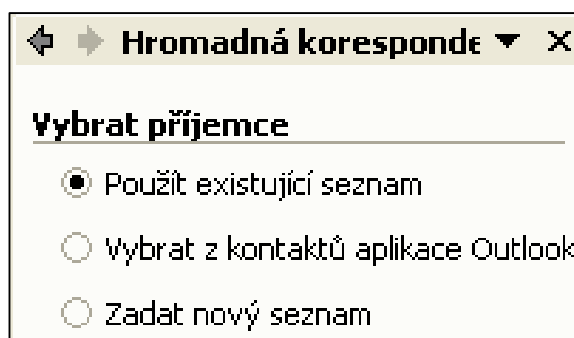 Hromadná koresponde
Vybrat příjemce
Použít existující seznam
Vybrat z kontaktů aplikace Outlook
Zadat nový seznam